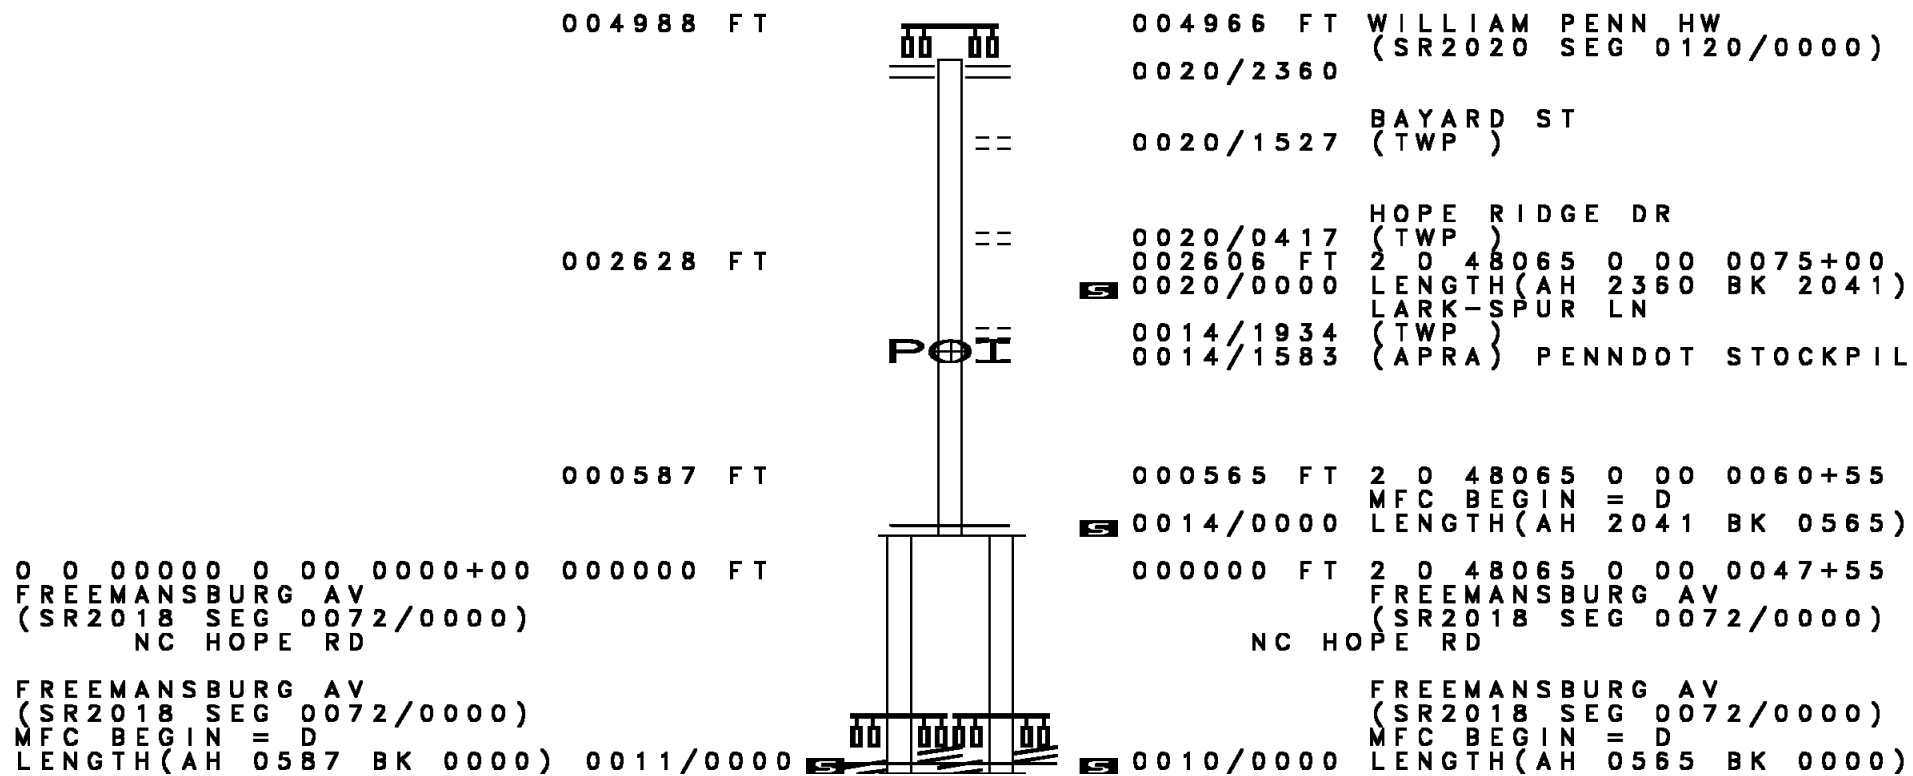 004988 FT 004966 FT WILLIAM PENN HW
(SR2020 SEG 0120/0000)
0020/2360
BAYARD ST
0020/1527 (TWP )
HOPE RIDGE DR
0020/0417 (TWP )
002628 FT 002606 FT 2 0 48065 0 00 0075+00
S 0020/0000 LENGTH(AH 2360 BK 2041)
LARK-SPUR LN
0014/1934 (TWP )
POI 0014/1583 (APRA) PENNDOT STOCKPIL
000587 FT 000565 FT 2 0 48065 0 00 0060+55
MFC BEGIN = D
S 0014/0000 LENGTH(AH 2041 BK 0565)
0 0 00000 0 00 0000+00 000000 FT 000000 FT 2 0 48065 0 00 0047+55
FREEMANSBURG AV FREEMANSBURG AV
(SR2018 SEG 0072/0000) (SR2018 SEG 0072/0000)
NC HOPE RD NC HOPE RD
FREEMANSBURG AV FREEMANSBURG AV
(SR2018 SEG 0072/0000) (SR2018 SEG 0072/0000)
MFC BEGIN = D MFC BEGIN = D
LENGTH(AH 0587 BK 0000) 0011/0000 S S 0010/0000 LENGTH(AH 0565 BK 0000)